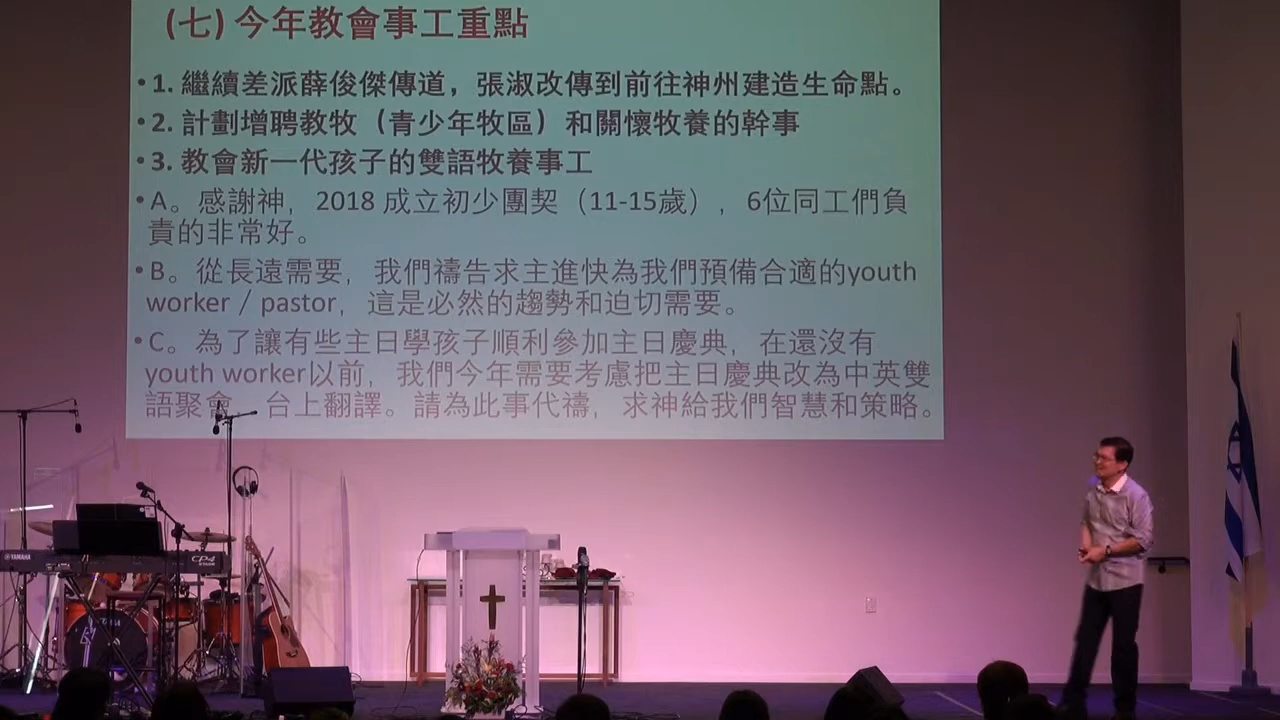 (七) 今年教會事工重點
•1. 繼續差派薛俊傑傳道，張淑改傳到前往神州建造生命點。
•2. 計劃增聘教牧（青少年牧區）和關懷牧養的幹事
•3. 教會新一代孩子的雙語牧養事工
•A。感謝神，2018 成立初少團契（11-15歲），6位同工們負
責的非常好。
•B。從長遠需要，我們禱告求主進快為我們預備合適的youth
worker / pastor，這是必然的趨勢和迫切需要。
•C。為了讓有些主日學孩子順利參加主日慶典，在還沒有
youth worker以前，我們今年需要考慮把主日慶典改為中英雙
語聚會，台上翻譯。請為此事代禱，求神給我們智慧和策略。
YAMAHA
CP4